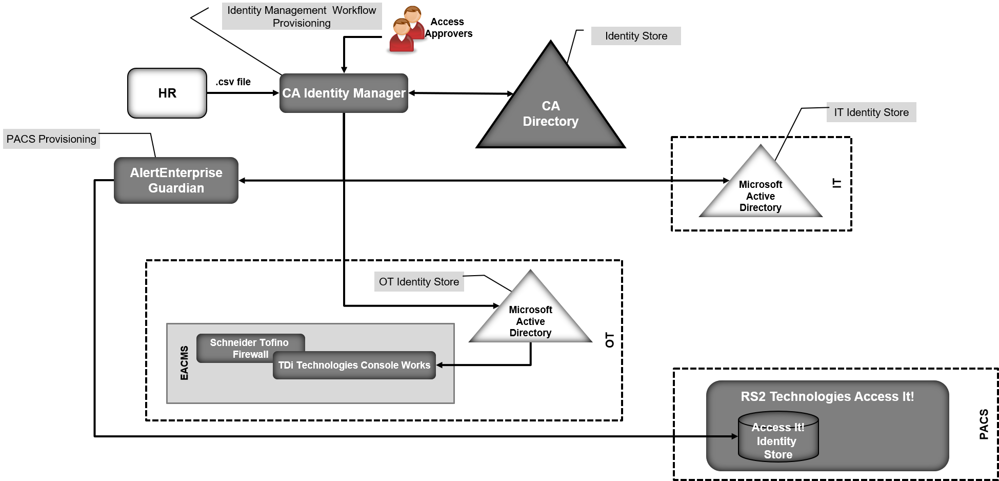 Identity Management Workflow
Provisioning
Access
Approvers
Identity Store
HR
.csv file
CA Identity Manager
CA
Directory
IT Identity Store
PACS Provisioning
AlertEnterprise
Guardian
Microsoft
Active
Directory
IT
OT Identity Store
Microsoft
Active
Directory
OT
EACMS
Schneider Tofino
Firewall
TDi Technologies Console Works
RS2 Technologies Access It!
Access It!
Identity
Store
PACS